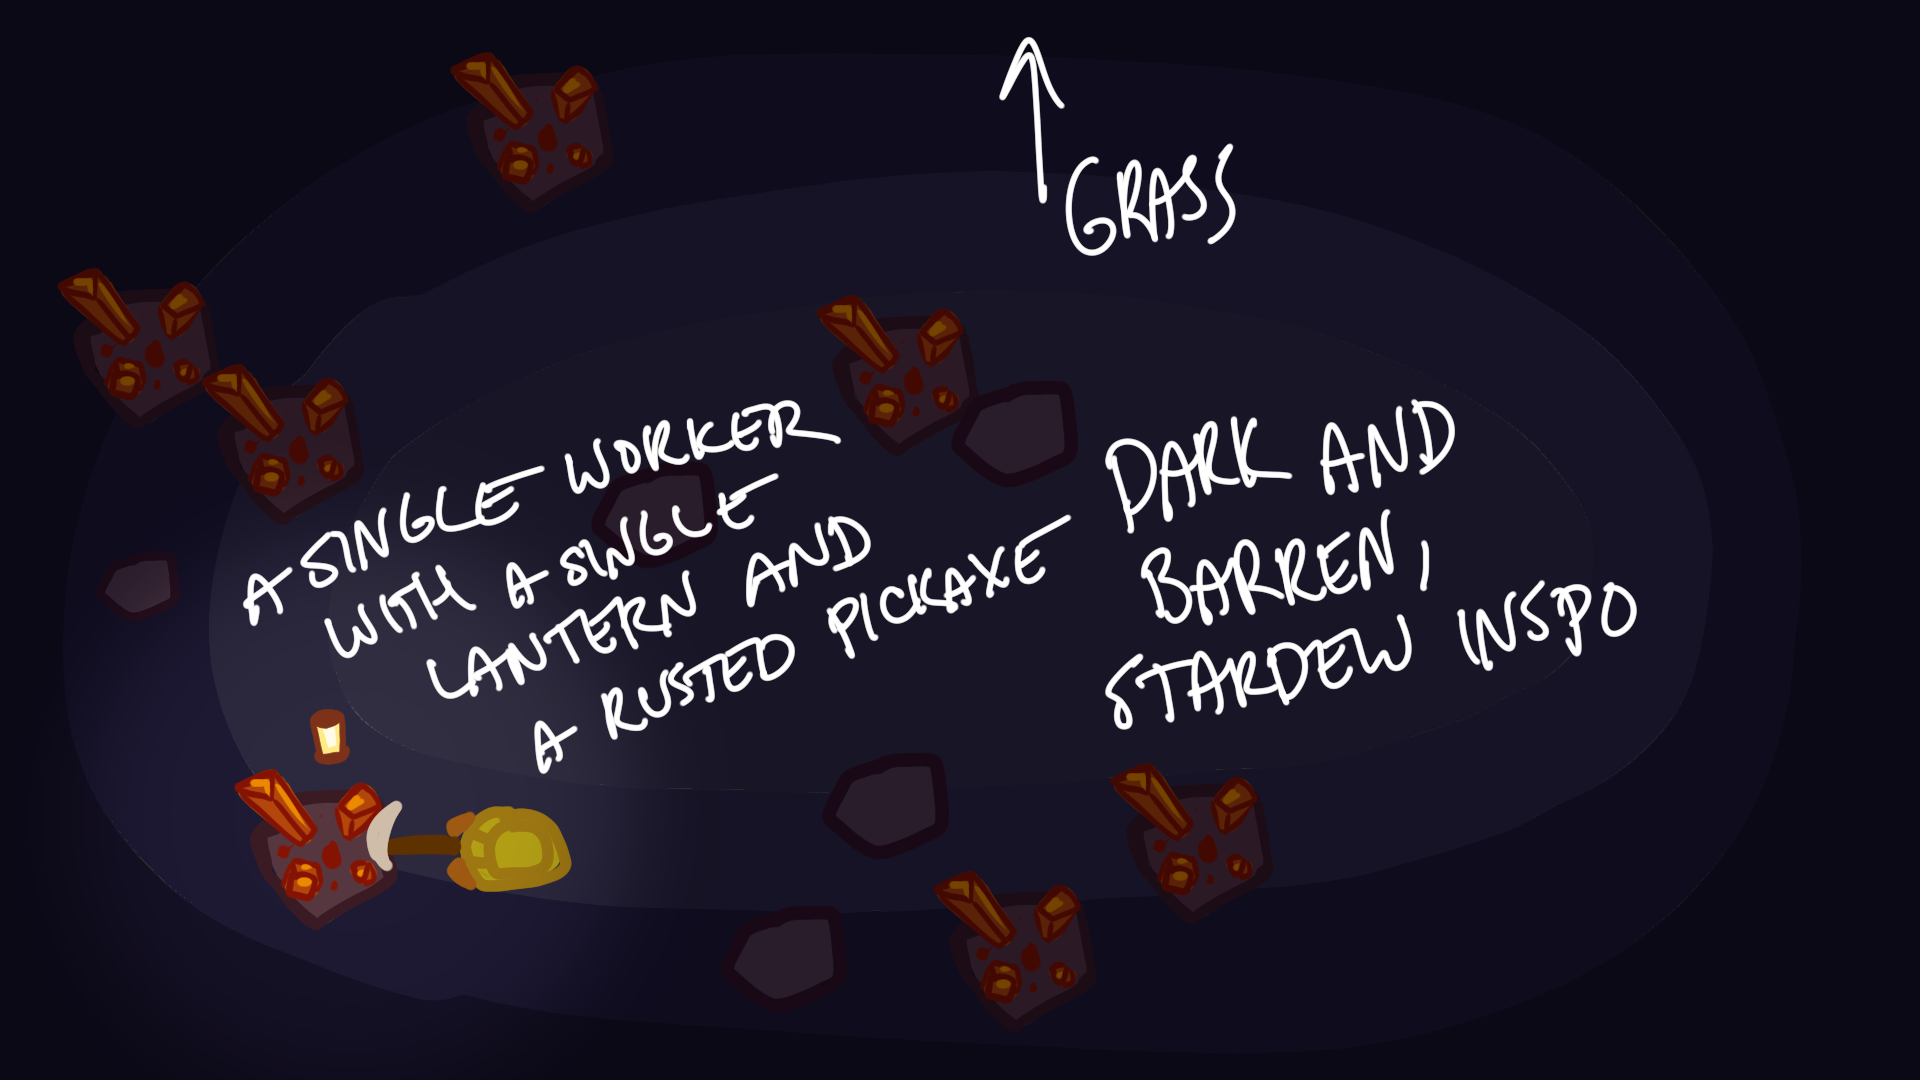 GRASS
A SINGLE WORKER
WITH A SINGLE
LANTERN AND
A RUSTED PICKAXE
DARK AND
BARREN,
STARDEW INSPO